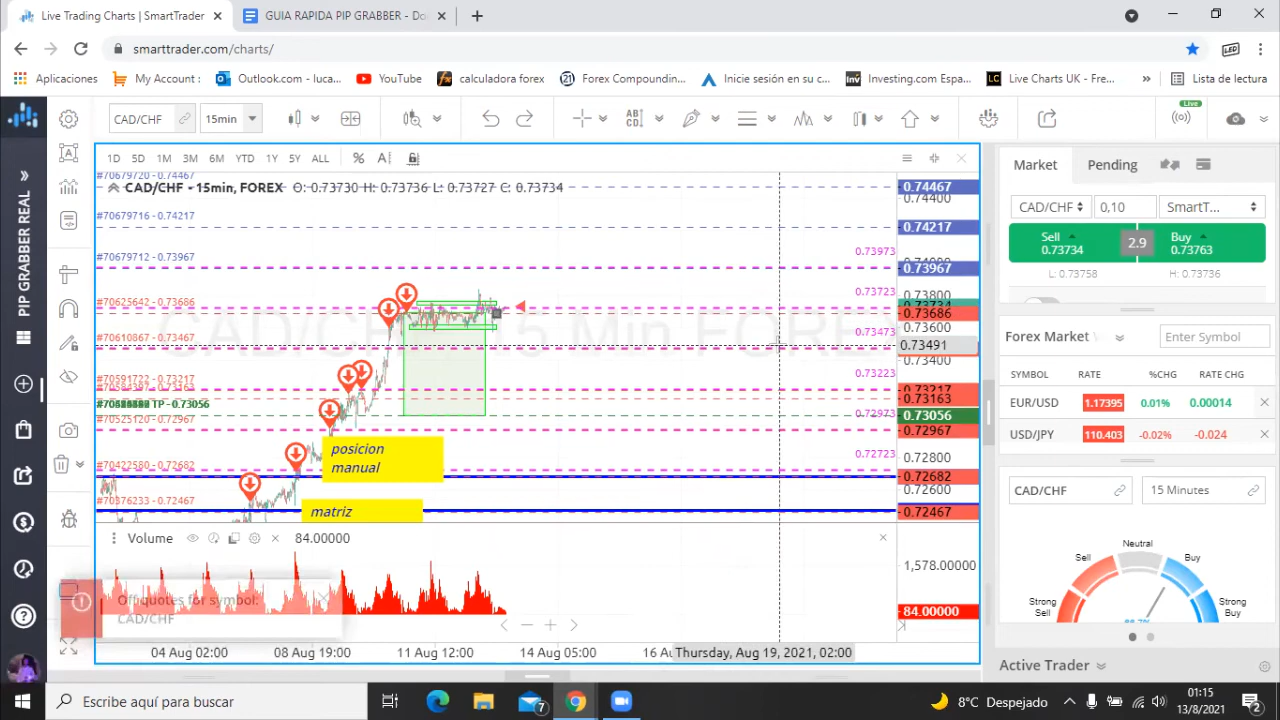 Live Trading Charts | SmartTrader
GUIA RAPIDA PIP GRABBER - Do
smarttrader.com/charts/
Aplicaciones
My Account :
Outlook.com - luca...
YouTube
calculadora forex
Forex Compoundin...
Inicie sesión en su c...
Investing.com Espa...
Live Charts UK - Fre...
Lista de lectura
CAD/CHF
15min
Live
1D 5D 1M 3M 6M YTD 1Y 5Y ALL
CAD/CHF - 15min, FOREX O: 0.73730 H: 0.73736 L: 0.73727 C: 0.73734
#70679720 - 0.74467
0.74467
0.74400
#70679716 - 0.74217
0.74217
#70679712 - 0.73967
0.73973
0.73967
0.73723
0.73800
#70625642 - 0.73686
0.73686
0.73600
0.73473
#70610867 - 0.73467
0.73491
0.73400
0.73223
#70591722 - 0.73217
0.73217
0.73163
TP - 0.73056
0.73056
0.72973
#70525120 - 0.72967
0.72967
posicion
manual
0.72723
0.72800
#70422580 - 0.72682
0.72682
0.72600
#70376233 - 0.72467
0.72467
matriz
PIP GRABBER REAL
Volume
84.00000
1,578.00000
84.00000
Off quotes for symbol:
CAD/CHF
04 Aug 02:00
08 Aug 19:00
11 Aug 12:00
14 Aug 05:00
Thursday, Aug 19, 2021, 02:00
Market
Pending
CAD/CHF
0,10
SmartT...
Sell
0.73734
2.9
Buy
0.73763
L: 0.73758
H: 0.73736
Forex Market
Enter Symbol
SYMBOL RATE %CHG RATE CHG
EUR/USD 1.17395 0.01% 0.00014
USD/JPY 110.403 -0.02% -0.024
CAD/CHF
15 Minutes
Neutral
Sell
Buy
Strong
Sell
Strong
Buy
Active Trader
Escribe aquí para buscar
7
8°C Despejado
01:15
13/8/2021
2